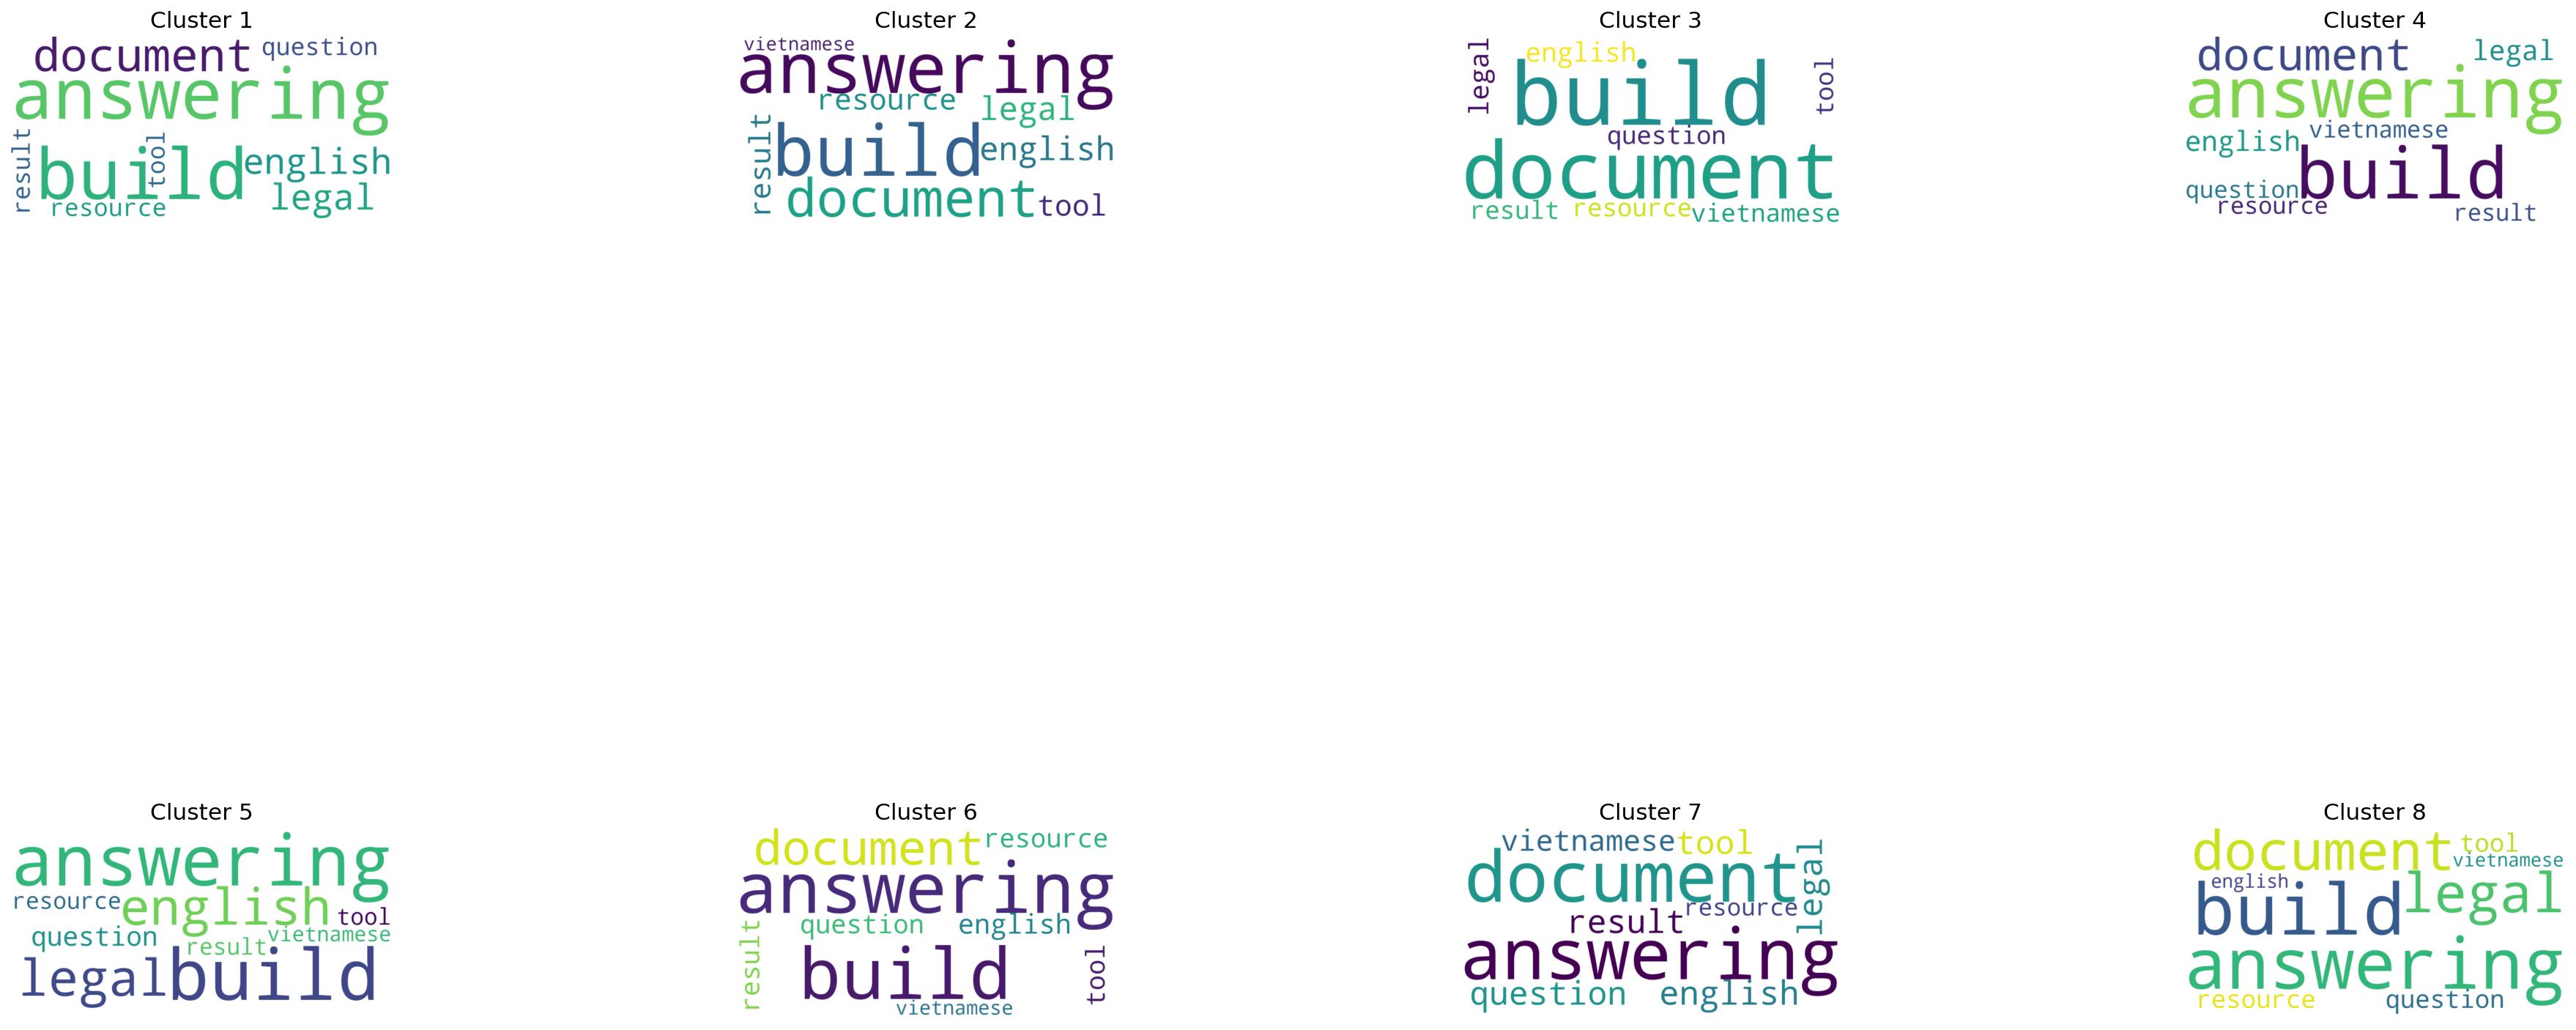 Cluster 1
document question
answering
result
tool
build english
resource legal
Cluster 2
vietnamese
answering
resource legal
result
build english
document tool
Cluster 3
legal
english
tool
build
question
document
result resource vietnamese
Cluster 4
document legal
answering
english vietnamese
build
question
resource result
Cluster 5
answering
resource english tool
question result vietnamese
legal build
Cluster 6
document resource
answering
question english
result
tool
build
vietnamese
Cluster 7
vietnamese tool
legal
document
result resource
answering
question english
Cluster 8
document tool
vietnamese
english
build legal
answering
resource question